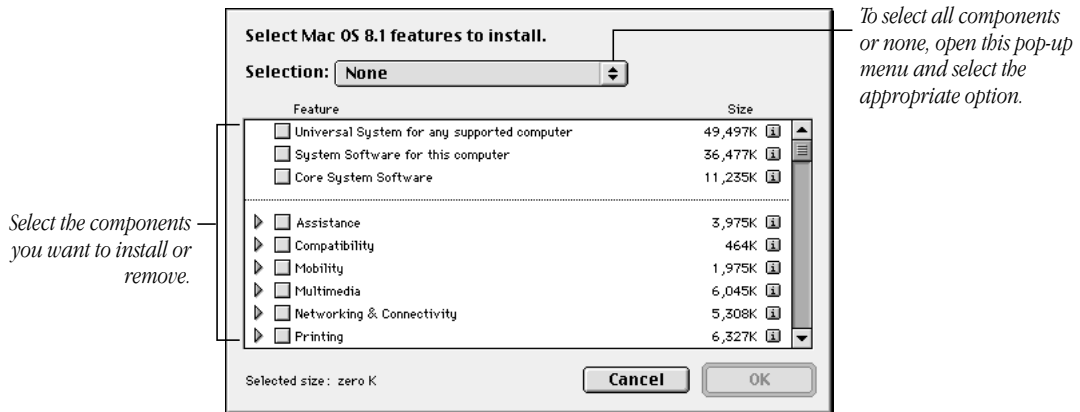 Select Mac OS 8.1 features to install.
Selection: None
To select all components
or none, open this pop-up
menu and select the
appropriate option.
Feature Size
Universal System for any supported computer 49,497K
System Software for this computer 36,477K
Core System Software 11,235K
Assistance 3,975K
Compatibility 464K
Mobility 1,975K
Multimedia 6,045K
Networking & Connectivity 5,308K
Printing 6,327K
Select the components
you want to install or
remove.
Selected size: zero K
Cancel OK